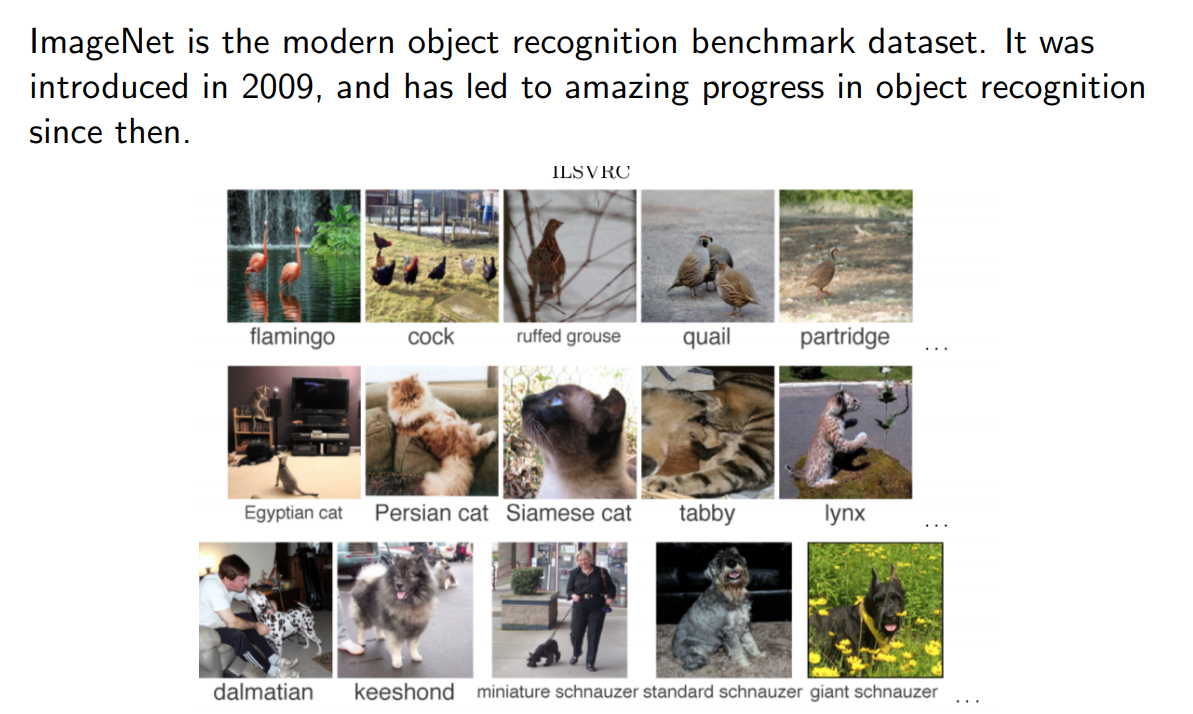 ImageNet is the modern object recognition benchmark dataset. It was
introduced in 2009, and has led to amazing progress in object recognition
since then.
ILSVRC
flamingo cock ruffed grouse quail partridge ...
Egyptian cat Persian cat Siamese cat tabby lynx ...
dalmatian keeshond miniature schnauzer standard schnauzer giant schnauzer ...